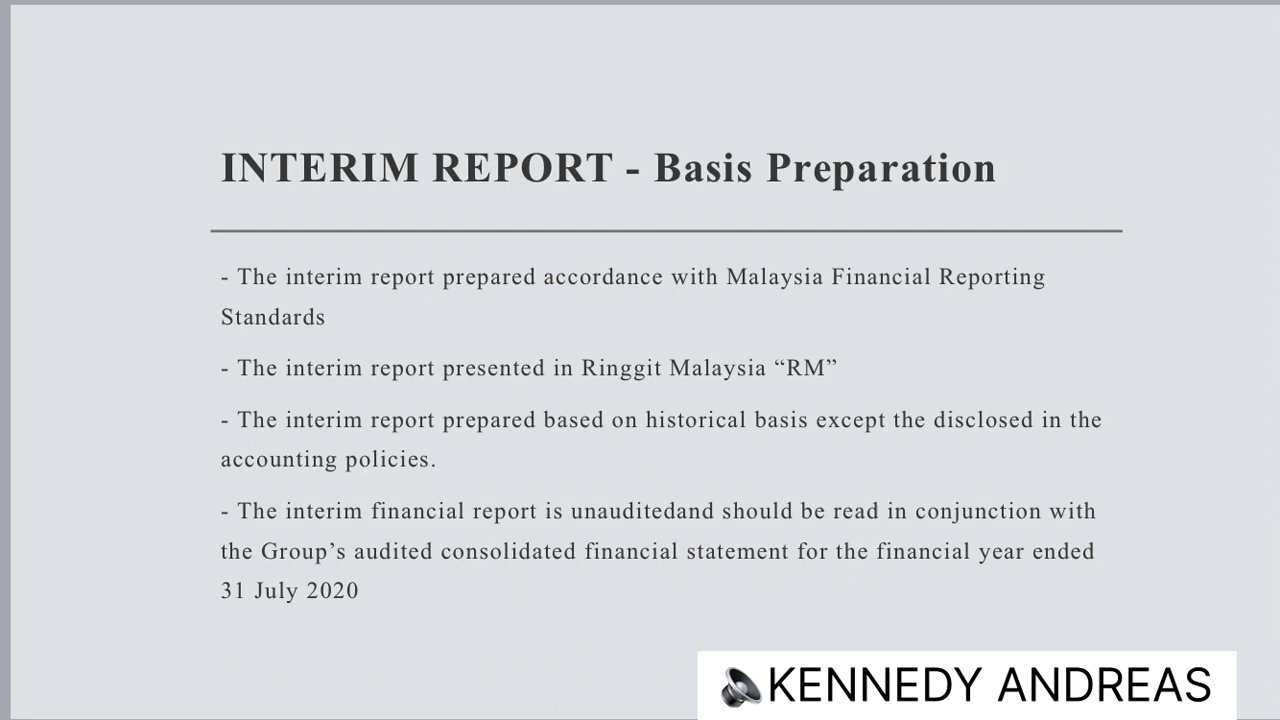 INTERIM REPORT - Basis Preparation
- The interim report prepared accordance with Malaysia Financial Reporting
Standards
- The interim report presented in Ringgit Malaysia “RM”
- The interim report prepared based on historical basis except the disclosed in the
accounting policies.
- The interim financial report is unauditedand should be read in conjunction with
the Group’s audited consolidated financial statement for the financial year ended
31 July 2020
KENNEDY ANDREAS